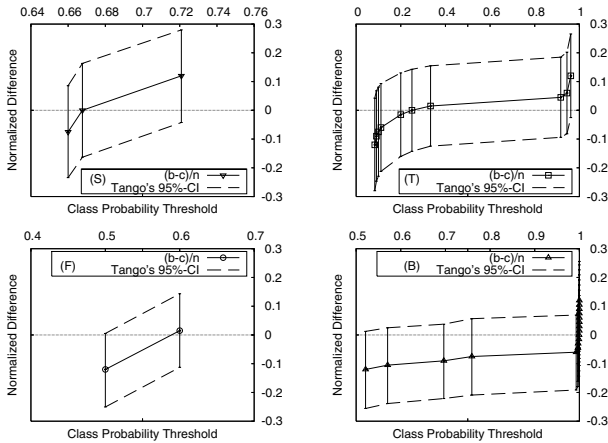 0.64 0.66 0.68 0.7 0.72 0.74 0.76
0.3
0.2
0.1
0
-0.1
-0.2
-0.3
Normalized Difference
(S)
(b-c)/n
Tango's 95%-CI
Class Probability Threshold
0 0.2 0.4 0.6 0.8 1
0.3
0.2
0.1
0
-0.1
-0.2
-0.3
Normalized Difference
(T)
(b-c)/n
Tango's 95%-CI
Class Probability Threshold
0.4 0.5 0.6 0.7
0.3
0.2
0.1
0
-0.1
-0.2
-0.3
Normalized Difference
(F)
(b-c)/n
Tango's 95%-CI
Class Probability Threshold
0.5 0.6 0.7 0.8 0.9 1
0.3
0.2
0.1
0
-0.1
-0.2
-0.3
Normalized Difference
(B)
(b-c)/n
Tango's 95%-CI
Class Probability Threshold